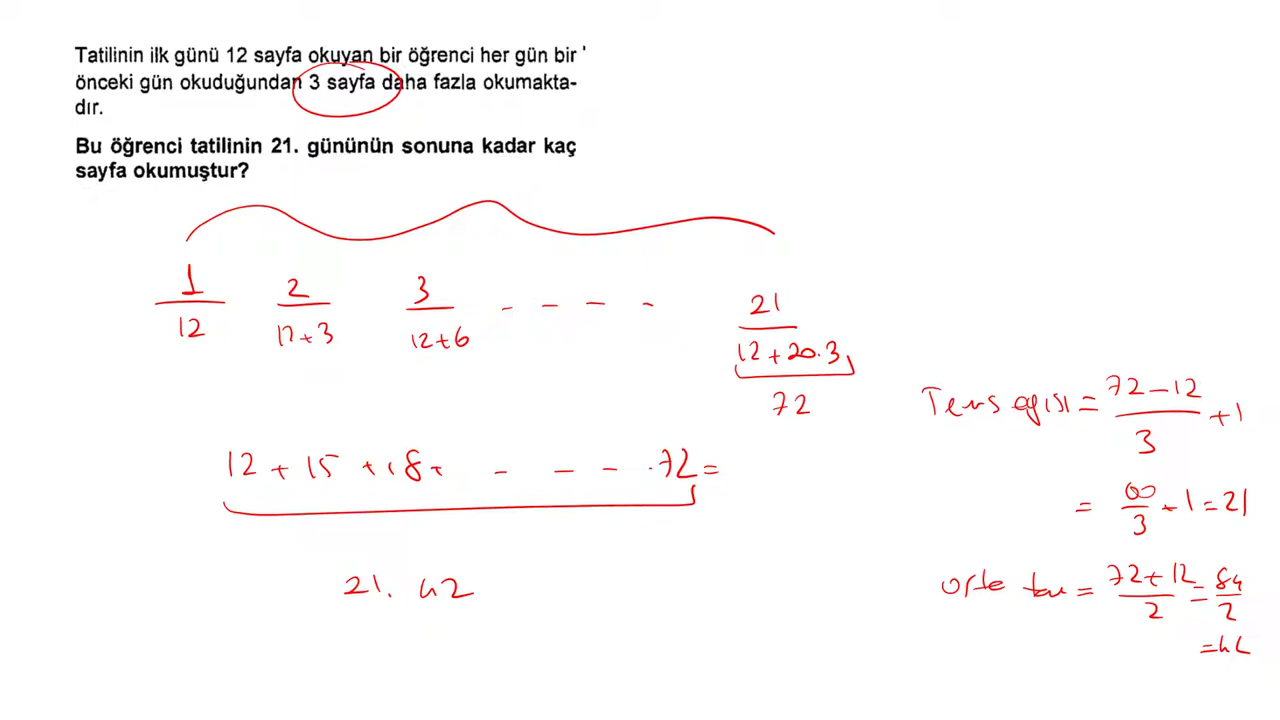 Tatilinin ilk günü 12 sayfa okuyan bir öğrenci her gün bir
önceki gün okuduğundan 3 sayfa daha fazla okumakta-
dır.
Bu öğrenci tatilinin 21. gününün sonuna kadar kaç
sayfa okumuştur?
1 2 3 - - - - 21
12 12+3 12+6 12+20.3
72
12 + 15 + 18 + - - - .72 =
21. 42
Terms sayısı = 72-12 / 3 + 1
= 60/3 + 1 = 21
Orta ter = 72+12 / 2 = 84/2
= 42